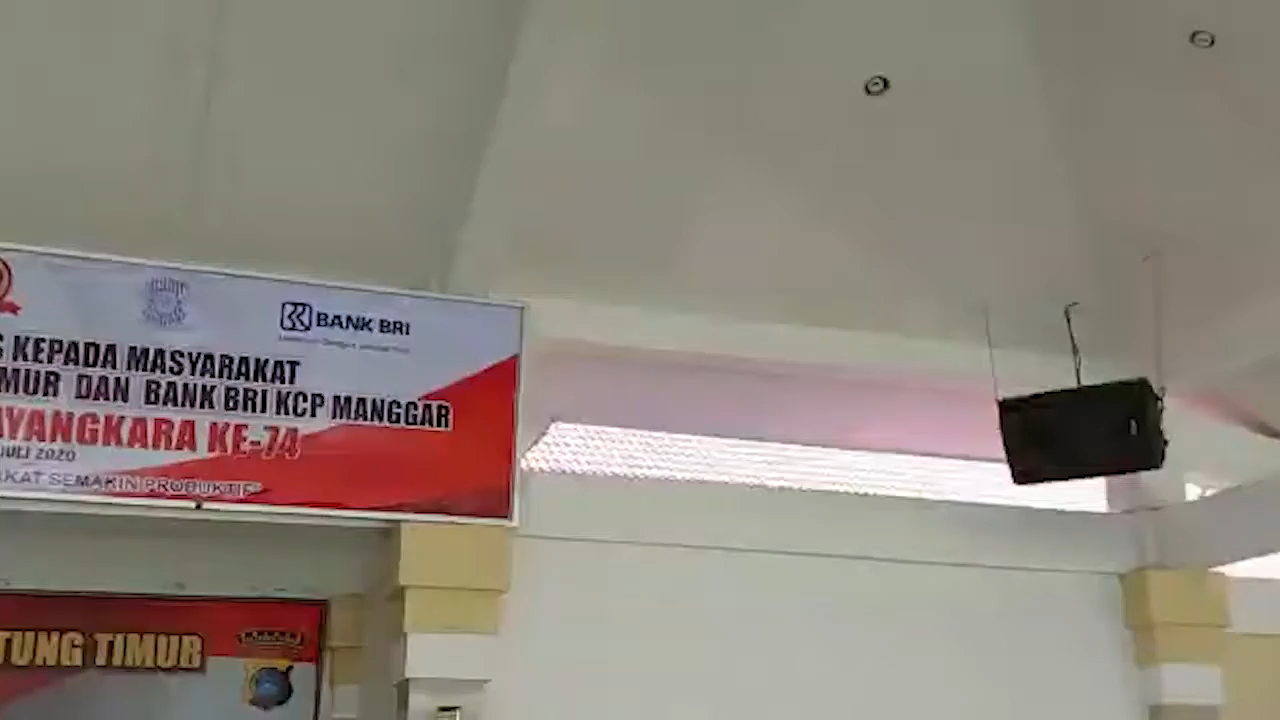 BANK BRI
KEPADA MASYARAKAT
MUR DAN BANK BRI KCP MANGGAR
AYANGKARA KE-74
JULI 2020
KAT SEMAKIN PRODUKTIF
TUNG TIMUR